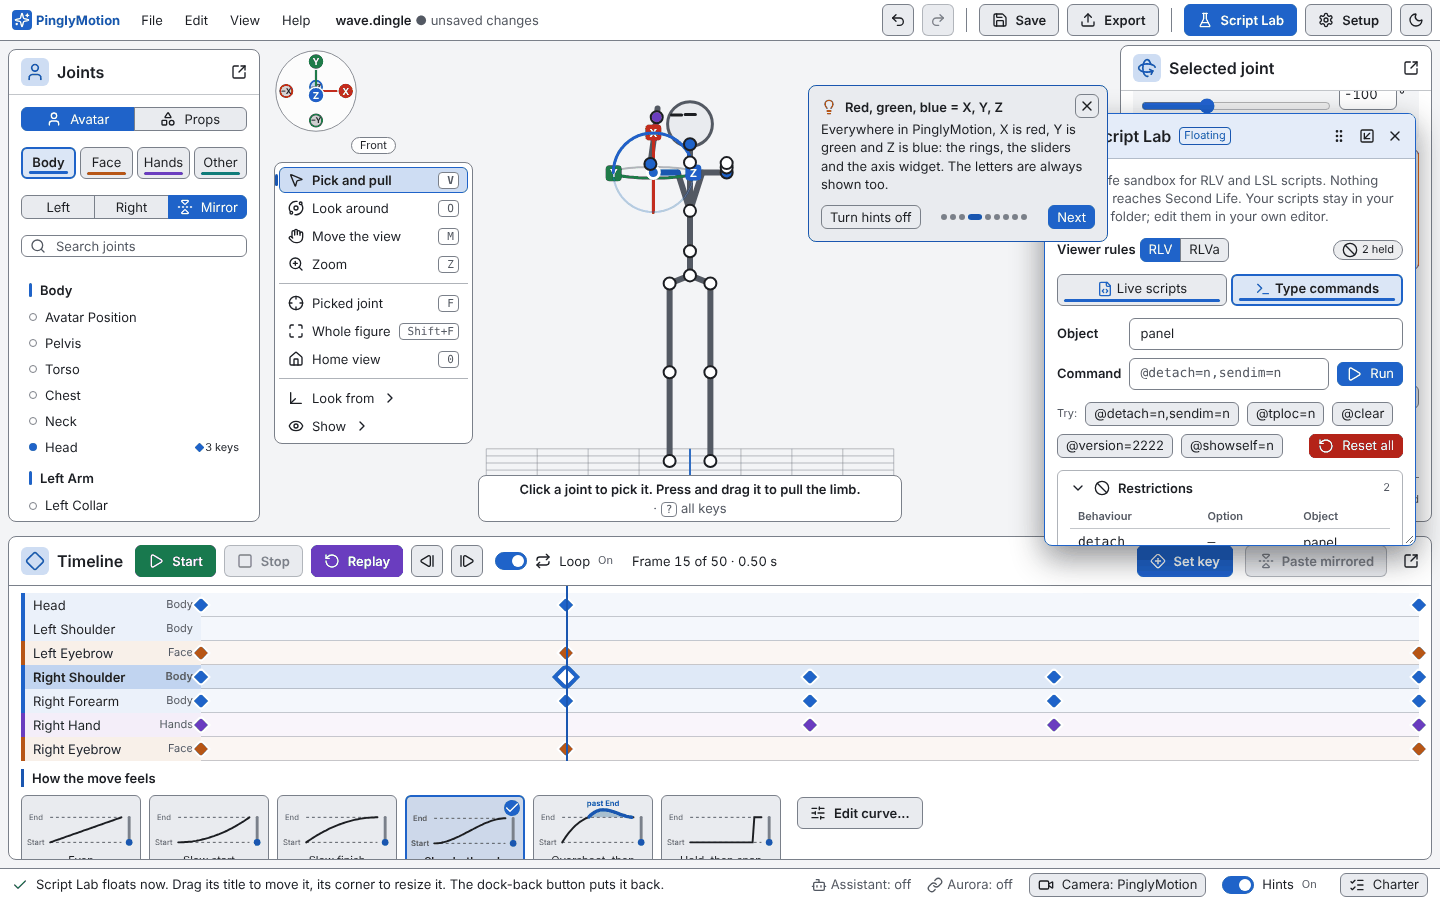 PinglyMotion File Edit View Help wave.dingle unsaved changes Save Export Script Lab Setup
Joints
Avatar Props
Body Face Hands Other
Left Right Mirror
Search joints
Body
Avatar Position
Pelvis
Torso
Chest
Neck
Head 3 keys
Left Arm
Left Collar
Y
-X Z X
-Y
Front
Pick and pull V
Look around O
Move the view M
Zoom Z
Picked joint F
Whole figure Shift+F
Home view 0
Look from
Show
X
Y Z
Click a joint to pick it. Press and drag it to pull the limb.
· ? all keys
Red, green, blue = X, Y, Z
Everywhere in PinglyMotion, X is red, Y is
green and Z is blue: the rings, the sliders
and the axis widget. The letters are always
shown too.
Turn hints off Next
Selected joint
-100 °
cript Lab Floating
fe sandbox for RLV and LSL scripts. Nothing
reaches Second Life. Your scripts stay in your
folder; edit them in your own editor.
Viewer rules RLV RLVa 2 held
Live scripts Type commands
Object panel
Command @detach=n,sendim=n Run
Try: @detach=n,sendim=n @tploc=n @clear
@version=2222 @showself=n Reset all
Restrictions 2
Behaviour Option Object
detach — panel
Timeline Start Stop Replay Loop On Frame 15 of 50 · 0.50 s Set key Paste mirrored
Head Body
Left Shoulder Body
Left Eyebrow Face
Right Shoulder Body
Right Forearm Body
Right Hand Hands
Right Eyebrow Face
How the move feels
End Start End Start End Start End Start past End End Start End Start
Edit curve...
Even Slow start Slow finish
Script Lab floats now. Drag its title to move it, its corner to resize it. The dock-back button puts it back. Assistant: off Aurora: off Camera: PinglyMotion Hints On Charter